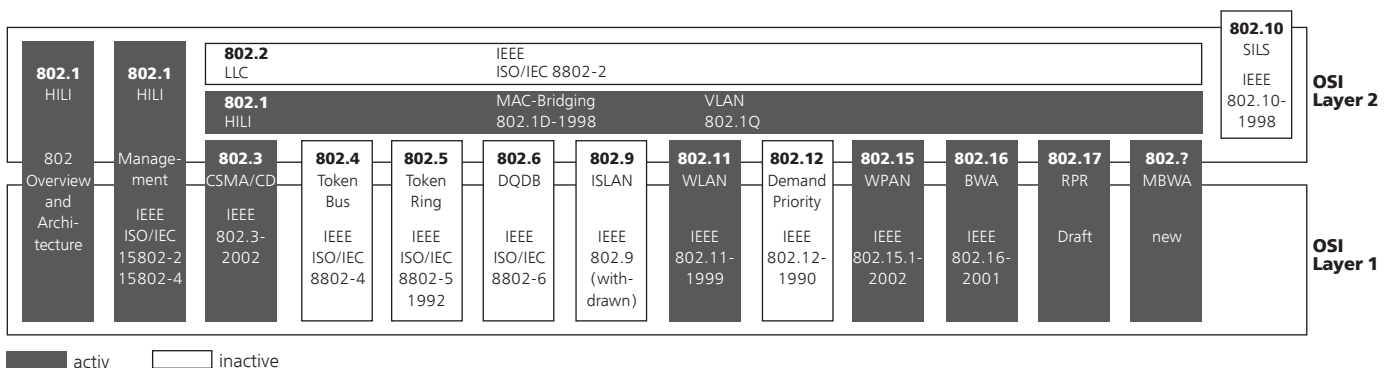 802.1
HILI
802
Overview
and
Archi-
tecture
802.1
HILI
Manage-
ment
IEEE
ISO/IEC
15802-2
15802-4
802.2
LLC
IEEE
ISO/IEC 8802-2
802.1
HILI
MAC-Bridging
802.1D-1998
VLAN
802.1Q
802.10
SILS
IEEE
802.10-
1998
OSI
Layer 2
802.3
CSMA/CD
IEEE
802.3-
2002
802.4
Token
Bus
IEEE
ISO/IEC
8802-4
802.5
Token
Ring
IEEE
ISO/IEC
8802-5
1992
802.6
DQDB
IEEE
ISO/IEC
8802-6
802.9
ISLAN
IEEE
802.9
(with-
drawn)
802.11
WLAN
IEEE
802.11-
1999
802.12
Demand
Priority
IEEE
802.12-
1990
802.15
WPAN
IEEE
802.15.1-
2002
802.16
BWA
IEEE
802.16-
2001
802.17
RPR
Draft
802.?
MBWA
new
OSI
Layer 1
activ
inactive